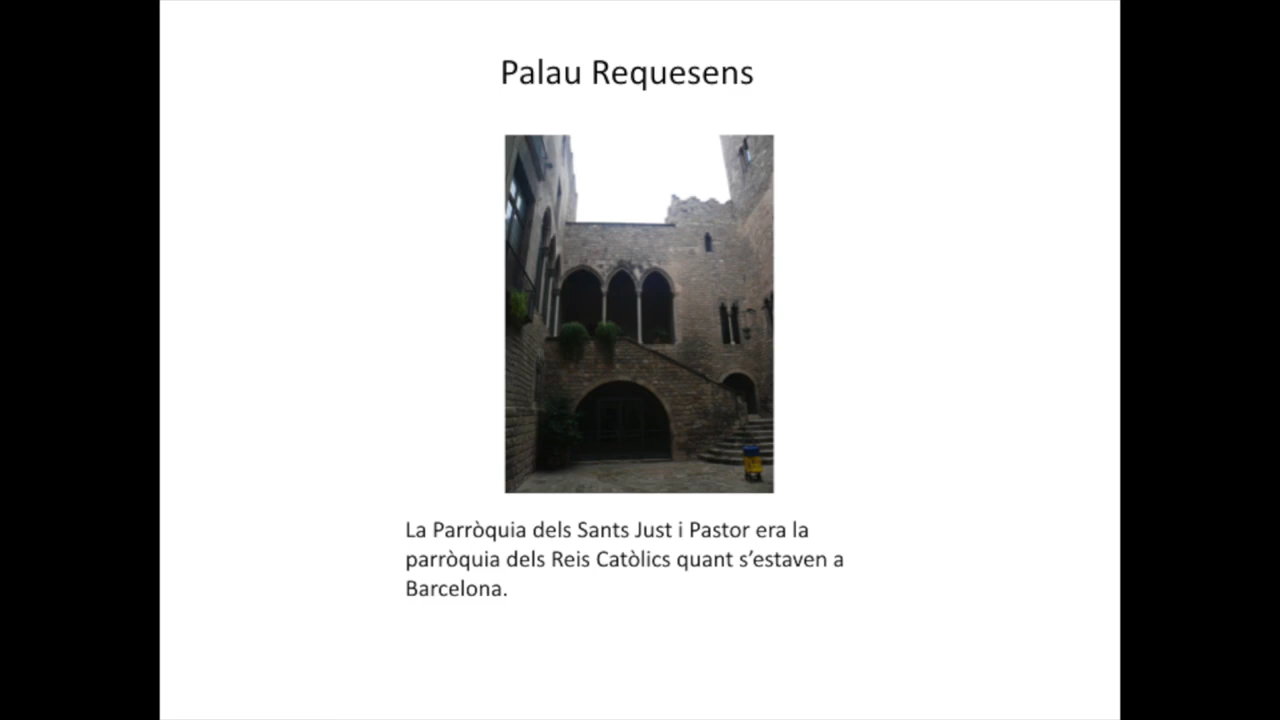 Palau Requesens
La Parròquia dels Sants Just i Pastor era la
parròquia dels Reis Catòlics quant s’estaven a
Barcelona.